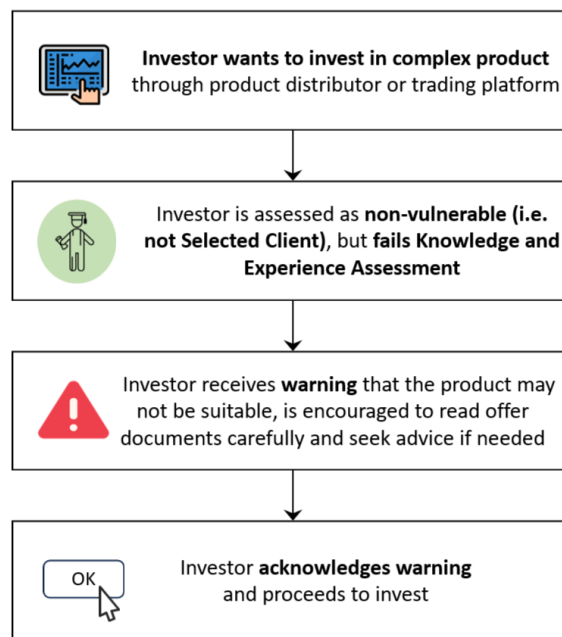 Investor wants to invest in complex product
through product distributor or trading platform
Investor is assessed as non-vulnerable (i.e.
not Selected Client), but fails Knowledge and
Experience Assessment
Investor receives warning that the product may
not be suitable, is encouraged to read offer
documents carefully and seek advice if needed
OK
Investor acknowledges warning
and proceeds to invest